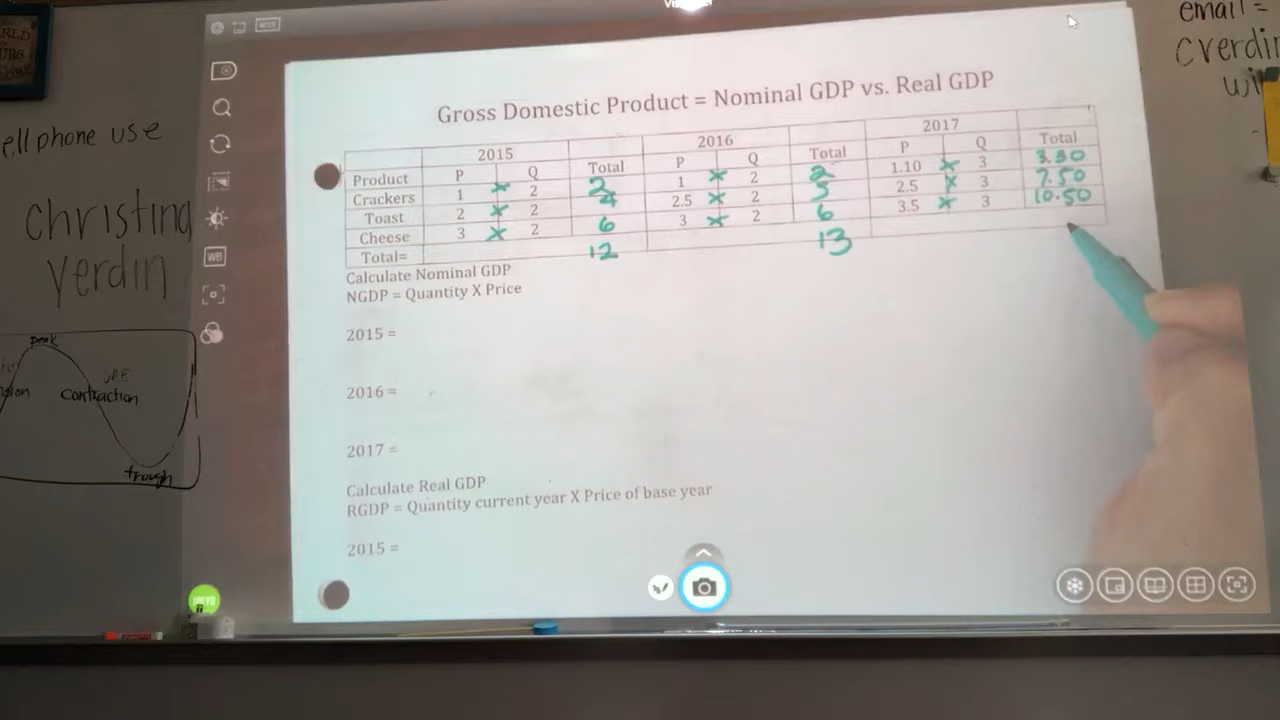 email =
cell phone use
christina
yerdin
peak
contraction
trough
Gross Domestic Product = Nominal GDP vs. Real GDP
2015 2016 2017
Product P Q Total P Q Total P Q Total
Crackers 1 × 2 2 1 × 2 2 1.10 × 3 3.30
Toast 2 × 2 4 2.5 × 2 5 2.5 × 3 7.50
Cheese 3 × 2 6 3 × 2 6 3.5 × 3 10.50
Total= 12 13
Calculate Nominal GDP
NGDP = Quantity X Price
2015 =
2016 =
2017 =
Calculate Real GDP
RGDP = Quantity current year X Price of base year
2015 =
WB
MODE